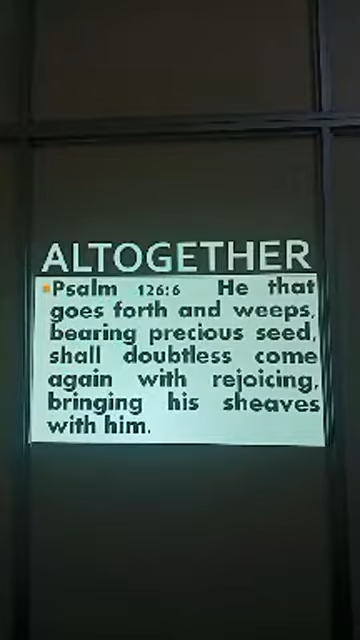 ALTOGETHER
Psalm 126:6 He that
goes forth and weeps,
bearing precious seed,
shall doubtless come
again with rejoicing,
bringing his sheaves
with him.